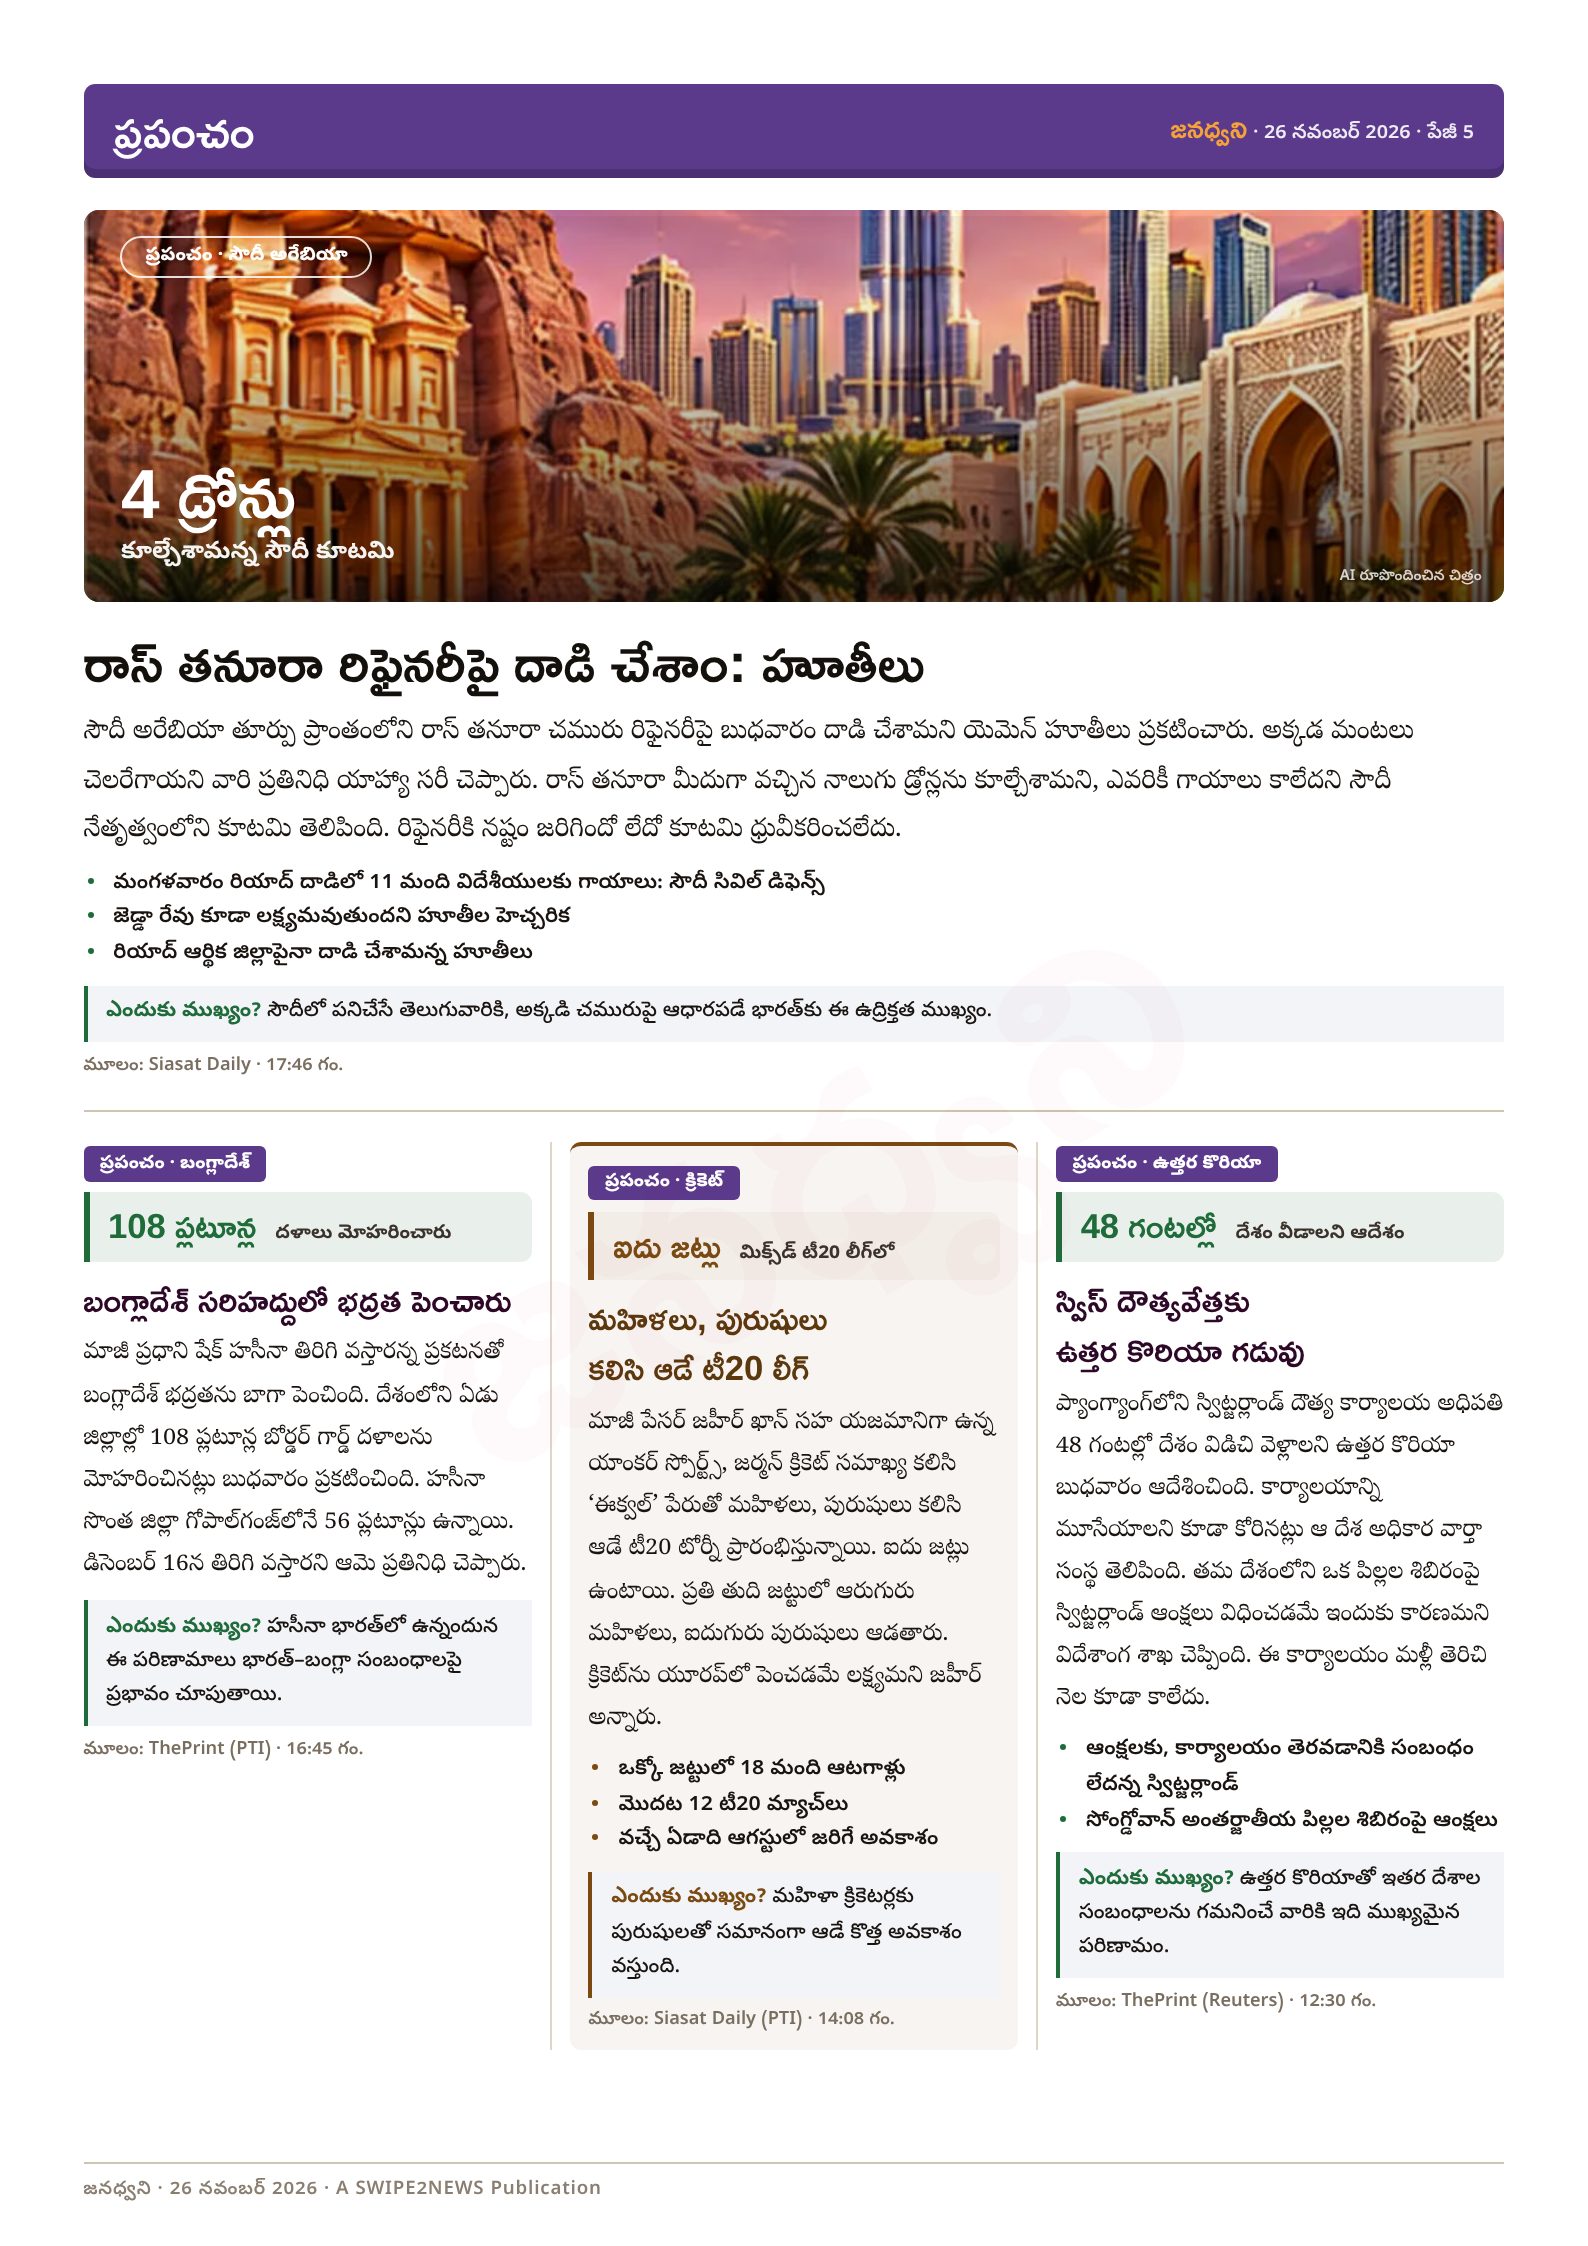 ప్రపంచం
జనధ్వని · 26 నవంబర్ 2026 · పేజీ 5
ప్రపంచం · సౌదీ అరేబియా
4 డ్రోన్లు
కూల్చేశామన్న సౌదీ కూటమి
AI రూపొందించిన చిత్రం
రాస్ తనూరా రిఫైనరీపై దాడి చేశాం: హూతీలు
సౌదీ అరేబియా తూర్పు ప్రాంతంలోని రాస్ తనూరా చమురు రిఫైనరీపై బుధవారం దాడి చేశామని యెమెన్ హూతీలు ప్రకటించారు. అక్కడ మంటలు
చెలరేగాయని వారి ప్రతినిధి యాహ్యా సరీ చెప్పారు. రాస్ తనూరా మీదుగా వచ్చిన నాలుగు డ్రోన్లను కూల్చేశామని, ఎవరికీ గాయాలు కాలేదని సౌదీ
నేతృత్వంలోని కూటమి తెలిపింది. రిఫైనరీకి నష్టం జరిగిందో లేదో కూటమి ధ్రువీకరించలేదు.
• మంగళవారం రియాద్ దాడిలో 11 మంది విదేశీయులకు గాయాలు: సౌదీ సివిల్ డిఫెన్స్
• జెడ్డా రేవు కూడా లక్ష్యమవుతుందని హూతీల హెచ్చరిక
• రియాద్ ఆర్థిక జిల్లాపైనా దాడి చేశామన్న హూతీలు
ఎందుకు ముఖ్యం? సౌదీలో పనిచేసే తెలుగువారికి, అక్కడి చమురుపై ఆధారపడే భారత్‌కు ఈ ఉద్రిక్తత ముఖ్యం.
మూలం: Siasat Daily · 17:46 గం.
ప్రపంచం · బంగ్లాదేశ్
108 ప్లటూన్ల దళాలు మోహరించారు
బంగ్లాదేశ్ సరిహద్దులో భద్రత పెంచారు
మాజీ ప్రధాని షేక్ హసీనా తిరిగి వస్తారన్న ప్రకటనతో
బంగ్లాదేశ్ భద్రతను బాగా పెంచింది. దేశంలోని ఏడు
జిల్లాల్లో 108 ప్లటూన్ల బోర్డర్ గార్డ్ దళాలను
మోహరించినట్లు బుధవారం ప్రకటించింది. హసీనా
సొంత జిల్లా గోపాల్‌గంజ్‌లోనే 56 ప్లటూన్లు ఉన్నాయి.
డిసెంబర్ 16న తిరిగి వస్తారని ఆమె ప్రతినిధి చెప్పారు.
ఎందుకు ముఖ్యం? హసీనా భారత్‌లో ఉన్నందున
ఈ పరిణామాలు భారత్–బంగ్లా సంబంధాలపై
ప్రభావం చూపుతాయి.
మూలం: ThePrint (PTI) · 16:45 గం.
ప్రపంచం · క్రికెట్
ఐదు జట్లు మిక్స్‌డ్ టీ20 లీగ్‌లో
మహిళలు, పురుషులు
కలిసి ఆడే టీ20 లీగ్
మాజీ పేసర్ జహీర్ ఖాన్ సహ యజమానిగా ఉన్న
యాంకర్ స్పోర్ట్స్, జర్మన్ క్రికెట్ సమాఖ్య కలిసి
‘ఈక్వల్’ పేరుతో మహిళలు, పురుషులు కలిసి
ఆడే టీ20 టోర్నీ ప్రారంభిస్తున్నాయి. ఐదు జట్లు
ఉంటాయి. ప్రతి తుది జట్టులో ఆరుగురు
మహిళలు, ఐదుగురు పురుషులు ఆడతారు.
క్రికెట్‌ను యూరప్‌లో పెంచడమే లక్ష్యమని జహీర్
అన్నారు.
• ఒక్కో జట్టులో 18 మంది ఆటగాళ్లు
• మొదట 12 టీ20 మ్యాచ్‌లు
• వచ్చే ఏడాది ఆగస్టులో జరిగే అవకాశం
ఎందుకు ముఖ్యం? మహిళా క్రికెటర్లకు
పురుషులతో సమానంగా ఆడే కొత్త అవకాశం
వస్తుంది.
మూలం: Siasat Daily (PTI) · 14:08 గం.
ప్రపంచం · ఉత్తర కొరియా
48 గంటల్లో దేశం వీడాలని ఆదేశం
స్విస్ దౌత్యవేత్తకు
ఉత్తర కొరియా గడువు
ప్యాంగ్యాంగ్‌లోని స్విట్జర్లాండ్ దౌత్య కార్యాలయ అధిపతి
48 గంటల్లో దేశం విడిచి వెళ్లాలని ఉత్తర కొరియా
బుధవారం ఆదేశించింది. కార్యాలయాన్ని
మూసేయాలని కూడా కోరినట్లు ఆ దేశ అధికార వార్తా
సంస్థ తెలిపింది. తమ దేశంలోని ఒక పిల్లల శిబిరంపై
స్విట్జర్లాండ్ ఆంక్షలు విధించడమే ఇందుకు కారణమని
విదేశాంగ శాఖ చెప్పింది. ఈ కార్యాలయం మళ్లీ తెరిచి
నెల కూడా కాలేదు.
• ఆంక్షలకు, కార్యాలయం తెరవడానికి సంబంధం
లేదన్న స్విట్జర్లాండ్
• సోంగ్డోవాన్ అంతర్జాతీయ పిల్లల శిబిరంపై ఆంక్షలు
ఎందుకు ముఖ్యం? ఉత్తర కొరియాతో ఇతర దేశాల
సంబంధాలను గమనించే వారికి ఇది ముఖ్యమైన
పరిణామం.
మూలం: ThePrint (Reuters) · 12:30 గం.
జనధ్వని
జనధ్వని · 26 నవంబర్ 2026 · A SWIPE2NEWS Publication